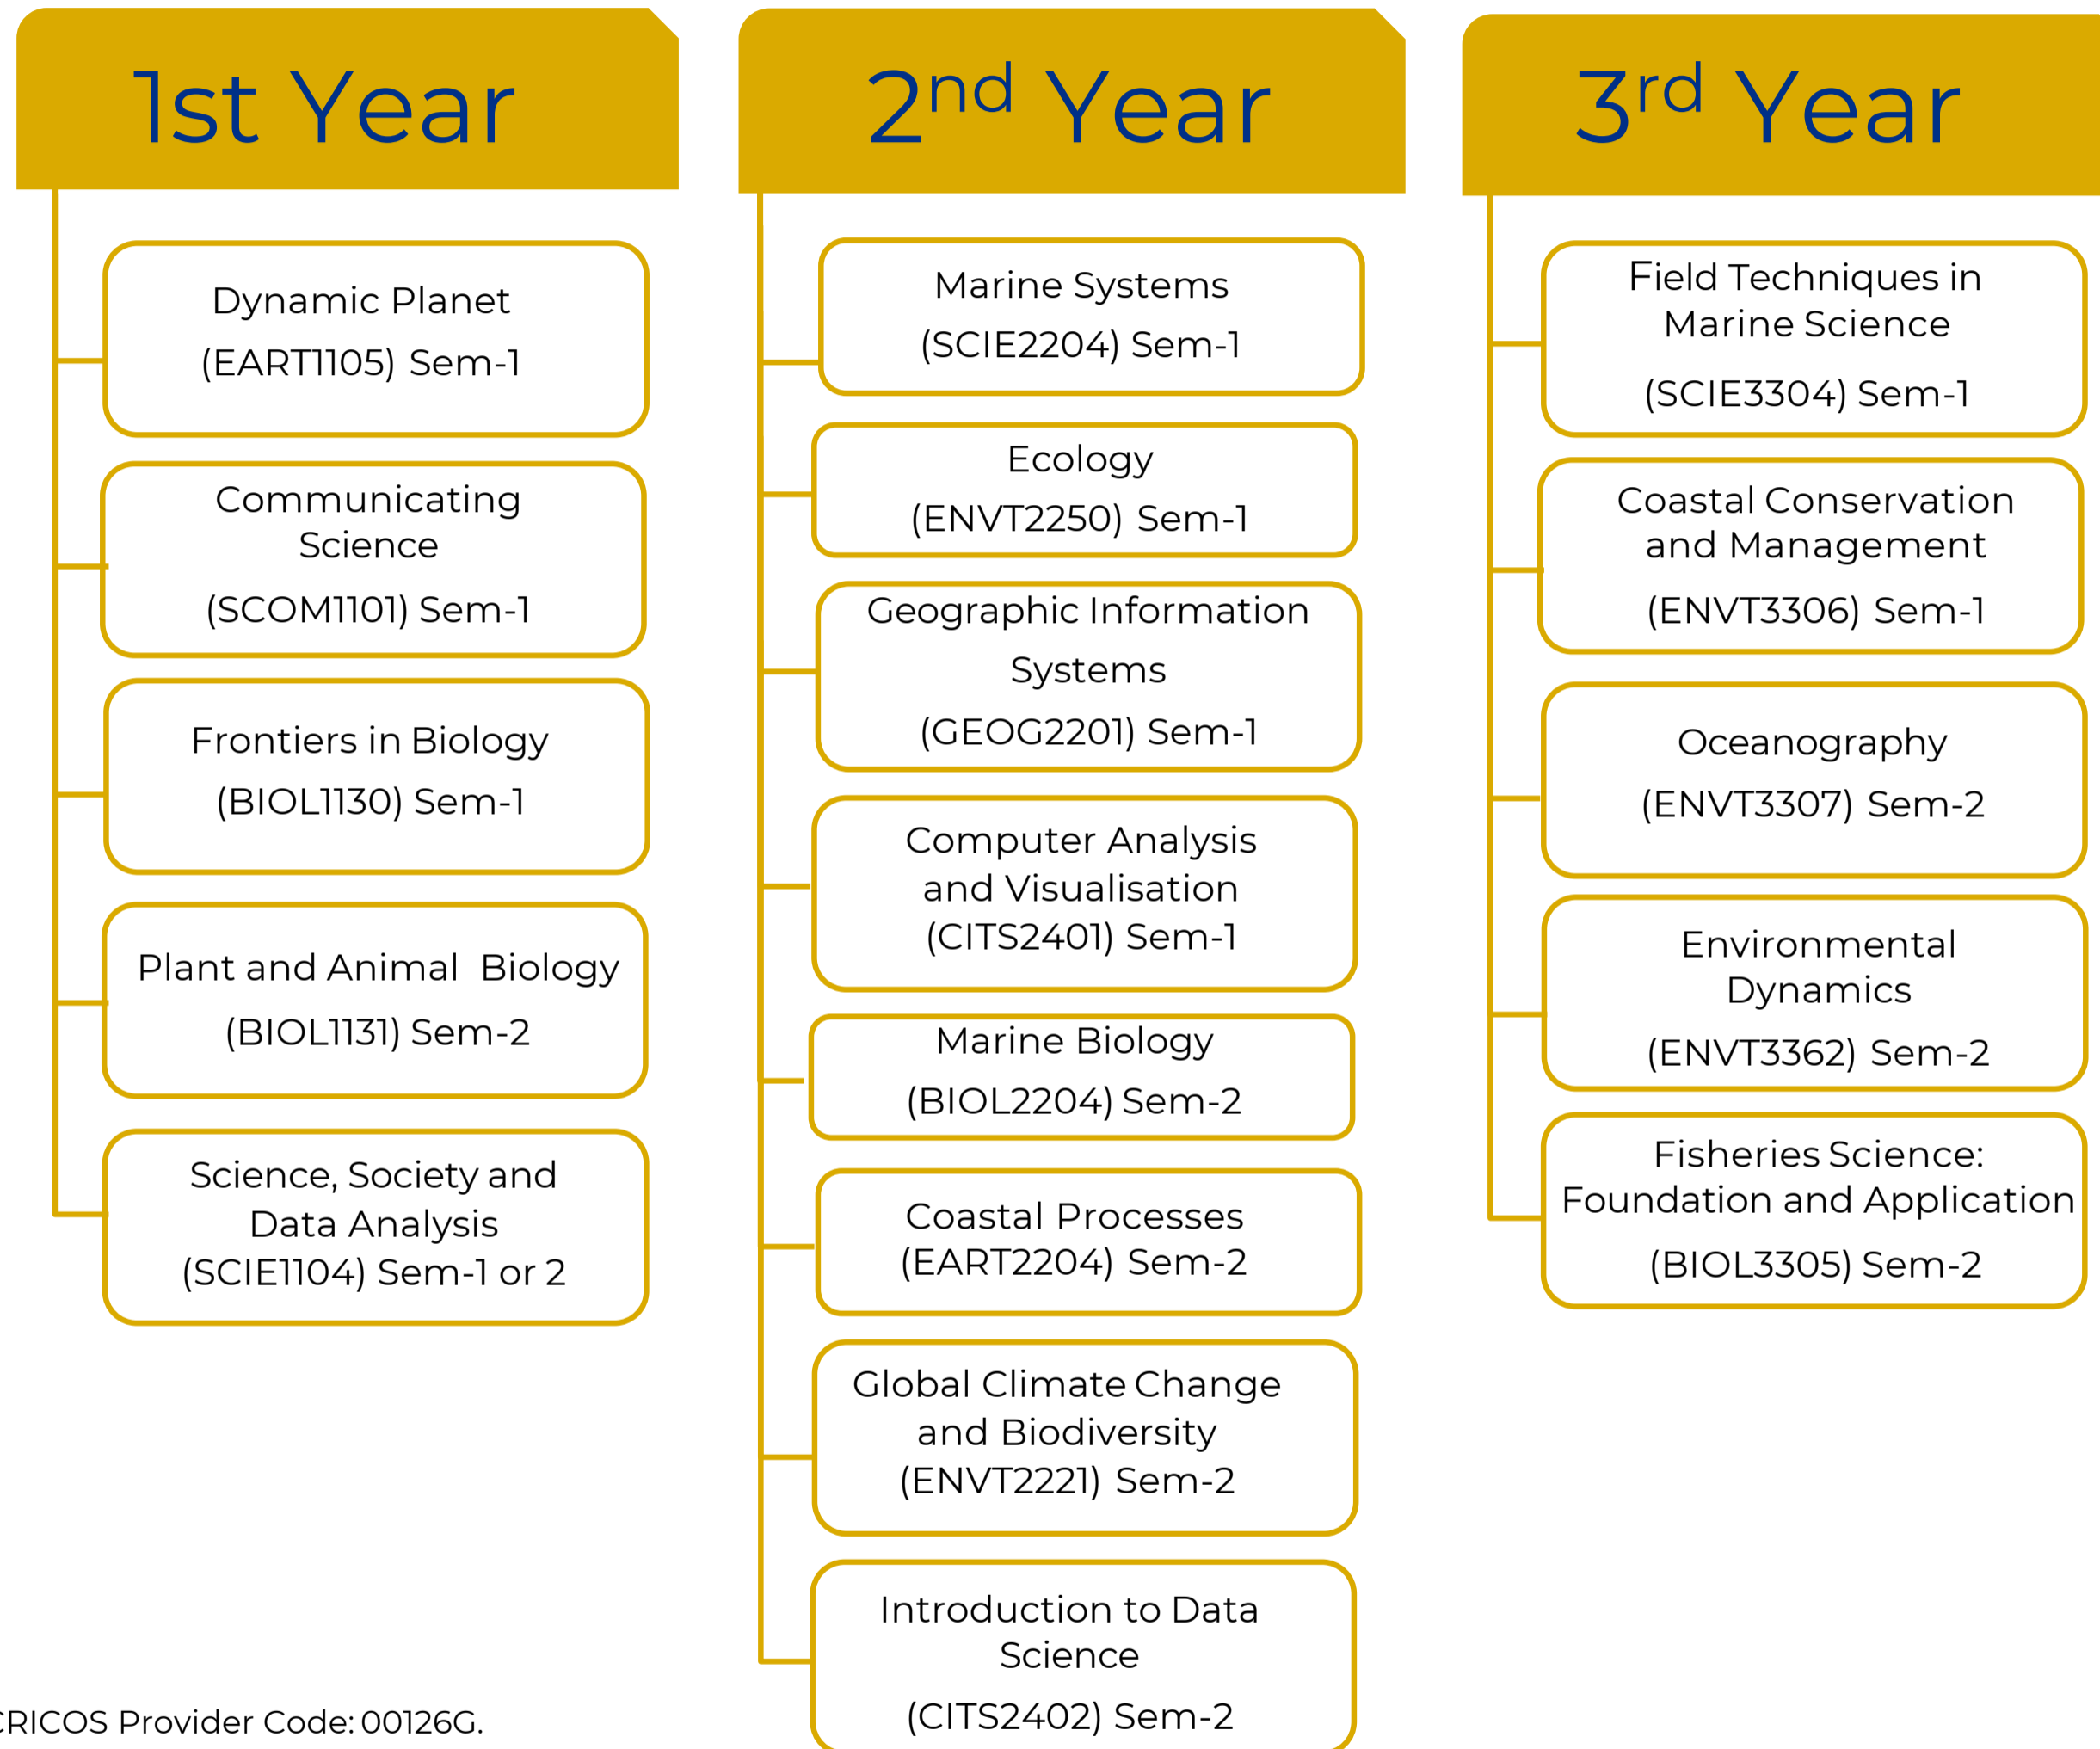 1st Year
Dynamic Planet
(EART1105) Sem-1
Communicating
Science
(SCOM1101) Sem-1
Frontiers in Biology
(BIOL1130) Sem-1
Plant and Animal Biology
(BIOL1131) Sem-2
Science, Society and
Data Analysis
(SCIE1104) Sem-1 or 2
2nd Year
Marine Systems
(SCIE2204) Sem-1
Ecology
(ENVT2250) Sem-1
Geographic Information
Systems
(GEOG2201) Sem-1
Computer Analysis
and Visualisation
(CITS2401) Sem-1
Marine Biology
(BIOL2204) Sem-2
Coastal Processes
(EART2204) Sem-2
Global Climate Change
and Biodiversity
(ENVT2221) Sem-2
Introduction to Data
Science
(CITS2402) Sem-2
3rd Year
Field Techniques in
Marine Science
(SCIE3304) Sem-1
Coastal Conservation
and Management
(ENVT3306) Sem-1
Oceanography
(ENVT3307) Sem-2
Environmental
Dynamics
(ENVT3362) Sem-2
Fisheries Science:
Foundation and Application
(BIOL3305) Sem-2
CRICOS Provider Code: 00126G.